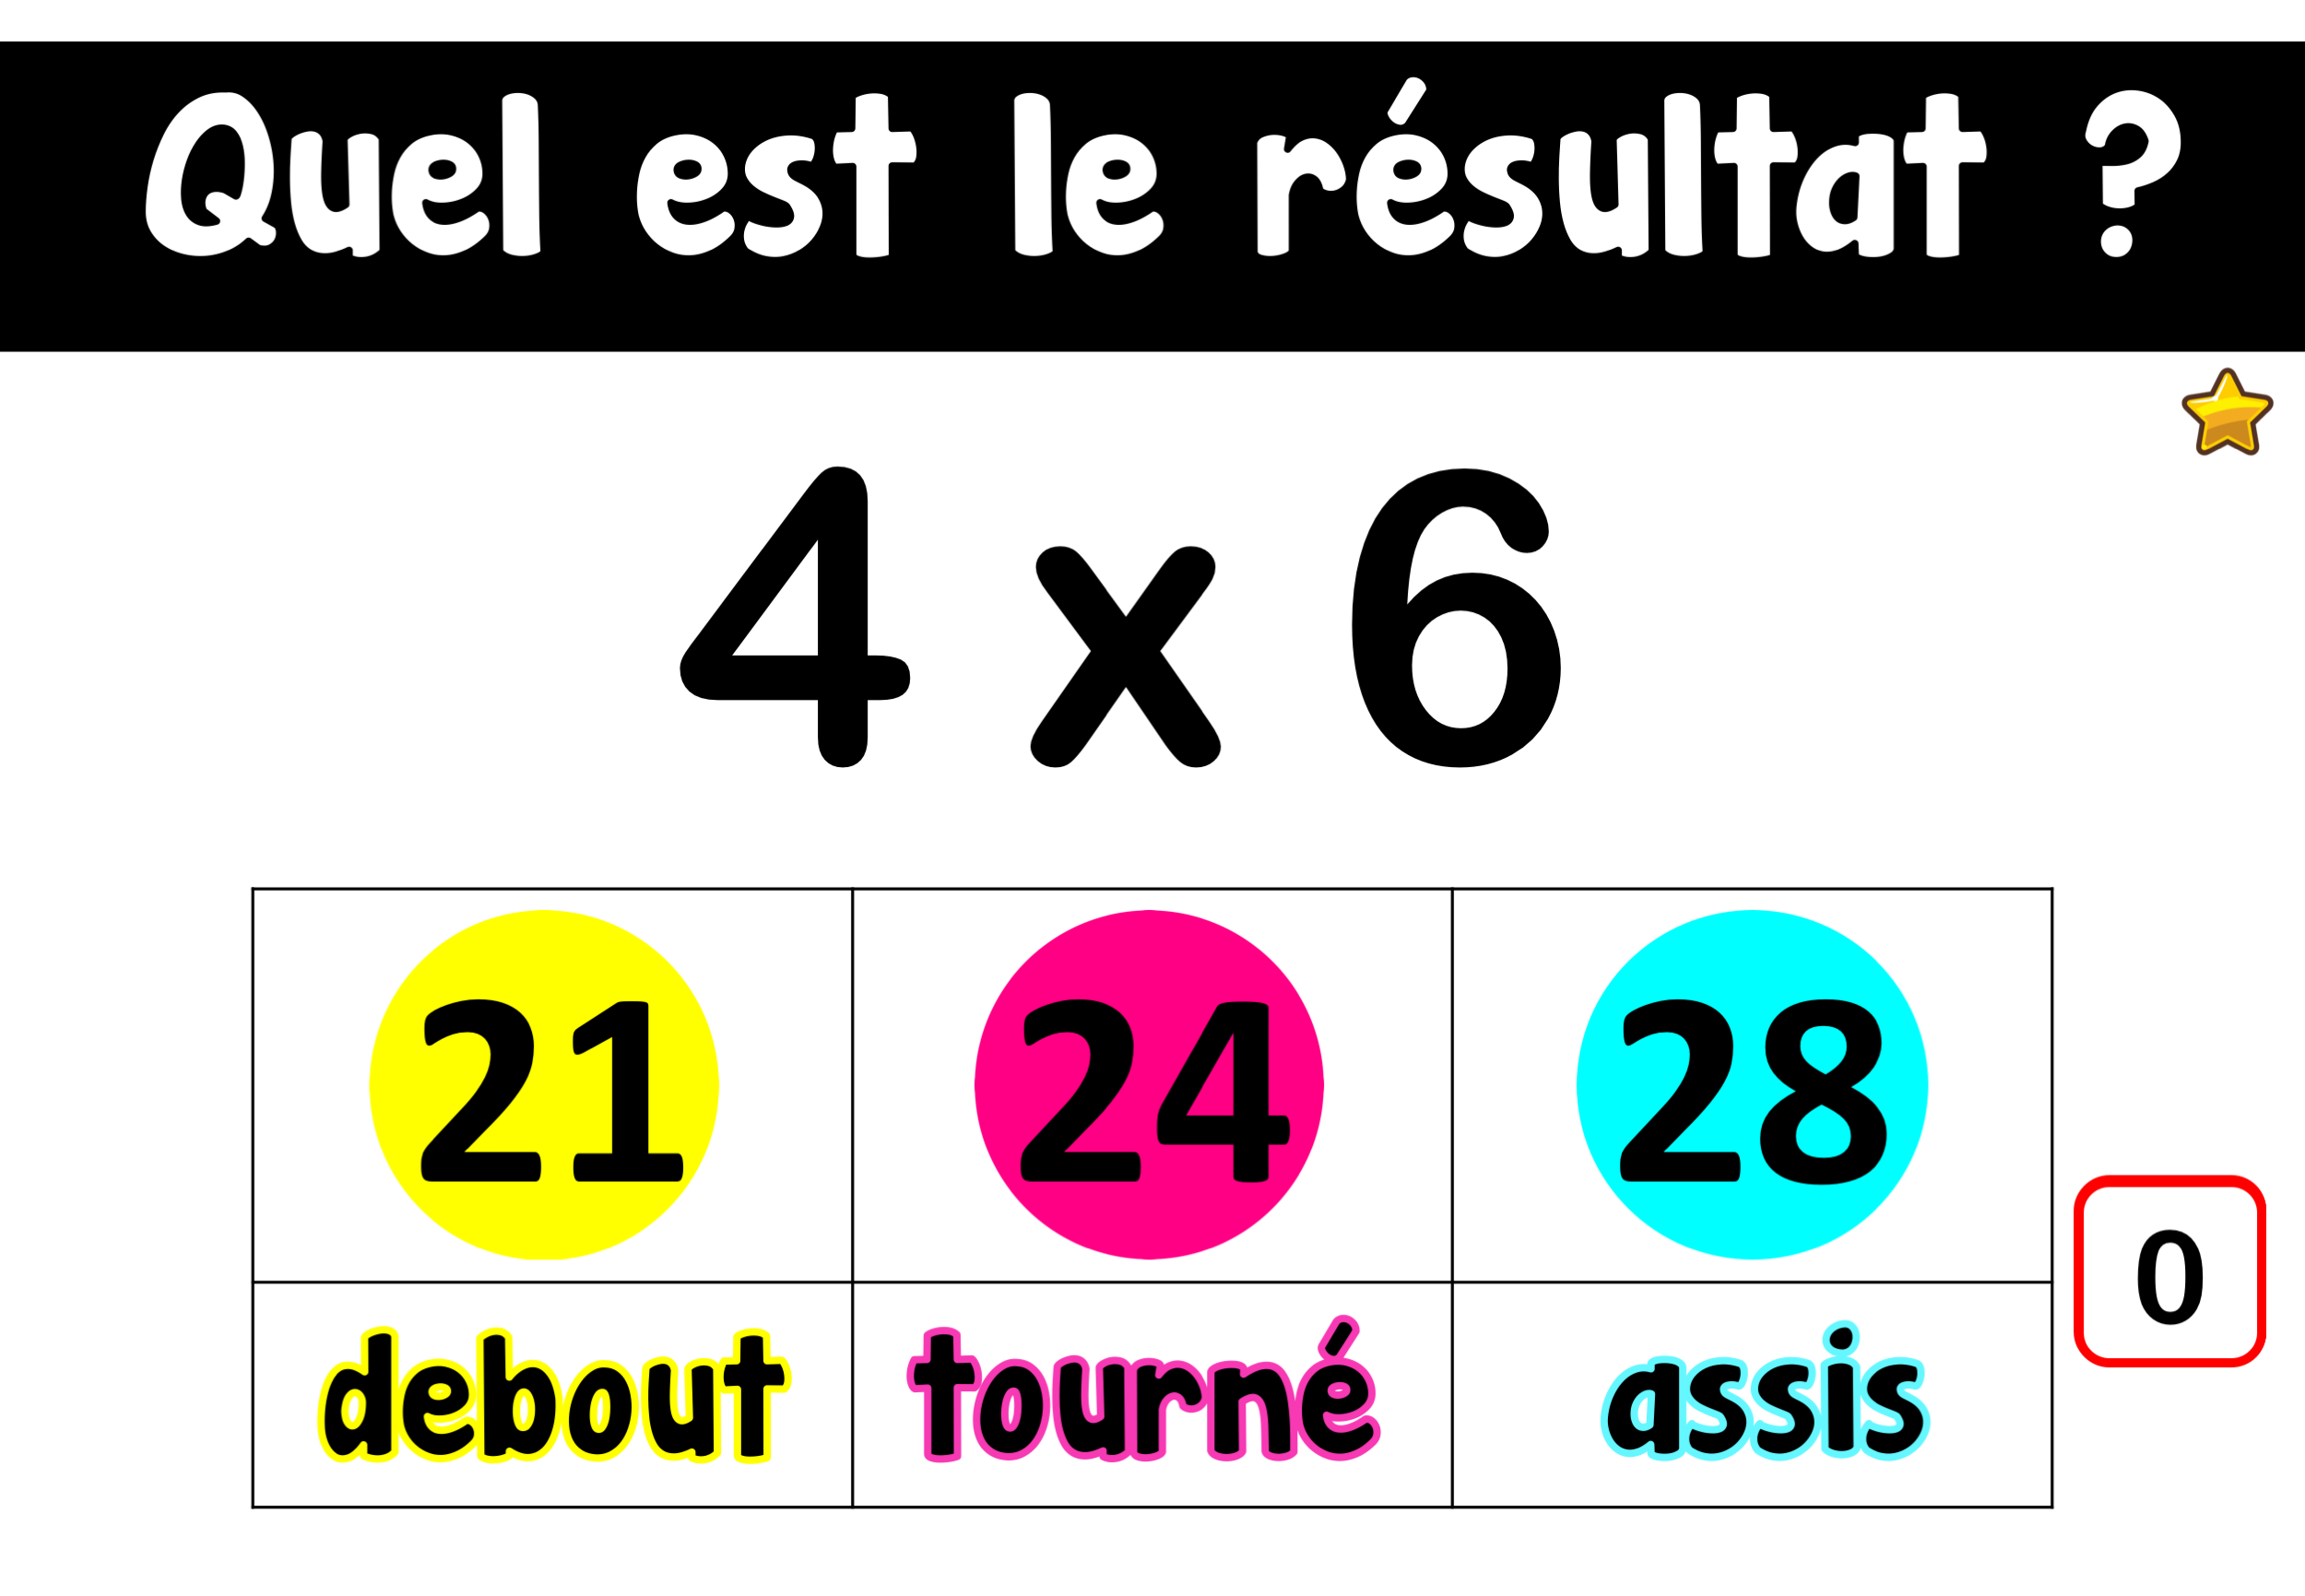 Quel est le résultat ?
4 x 6
21 24 28
0
debout tourné assis